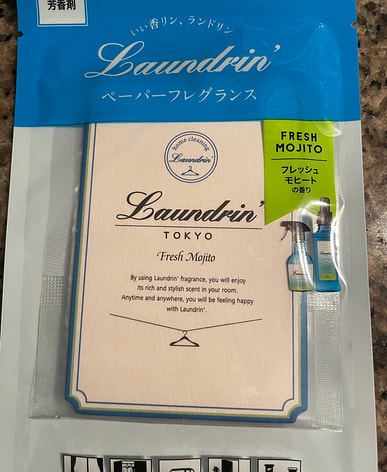 芳香剤
いい香リン、ランドリン
Laundrin'
ペーパーフレグランス
home cleaning
Laundrin'
FRESH
MOJITO
フレッシュ
モヒート
の香り
Laundrin'
TOKYO
Fresh Mojito
By using Laundrin' fragrance, you will enjoy
its rich and stylish scent in your room.
Anytime and anywhere, you will be feeling happy
with Laundrin'.